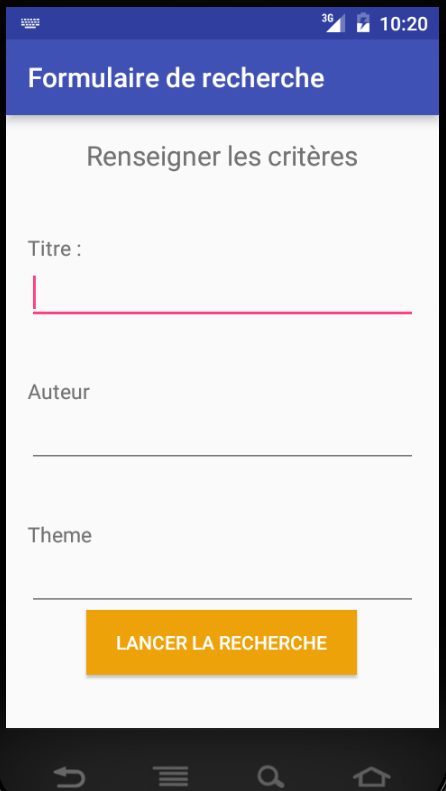 3G 10:20
Formulaire de recherche
Renseigner les critères
Titre :
Auteur
Theme
LANCER LA RECHERCHE